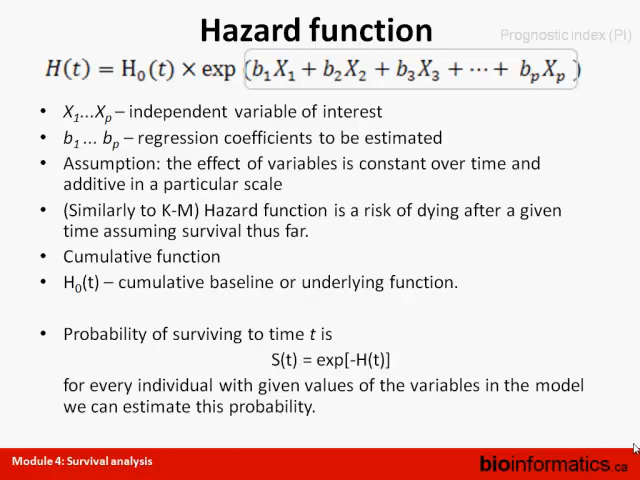 Hazard function
Prognostic index (PI)
H(t) = H₀(t) × exp (b₁X₁ + b₂X₂ + b₃X₃ + ⋯ + bₚXₚ )
• X₁...Xₚ – independent variable of interest
• b₁ ... bₚ – regression coefficients to be estimated
• Assumption: the effect of variables is constant over time and
additive in a particular scale
• (Similarly to K-M) Hazard function is a risk of dying after a given
time assuming survival thus far.
• Cumulative function
• H₀(t) – cumulative baseline or underlying function.
• Probability of surviving to time t is
S(t) = exp[-H(t)]
for every individual with given values of the variables in the model
we can estimate this probability.
Module 4: Survival analysis
bioinformatics.ca